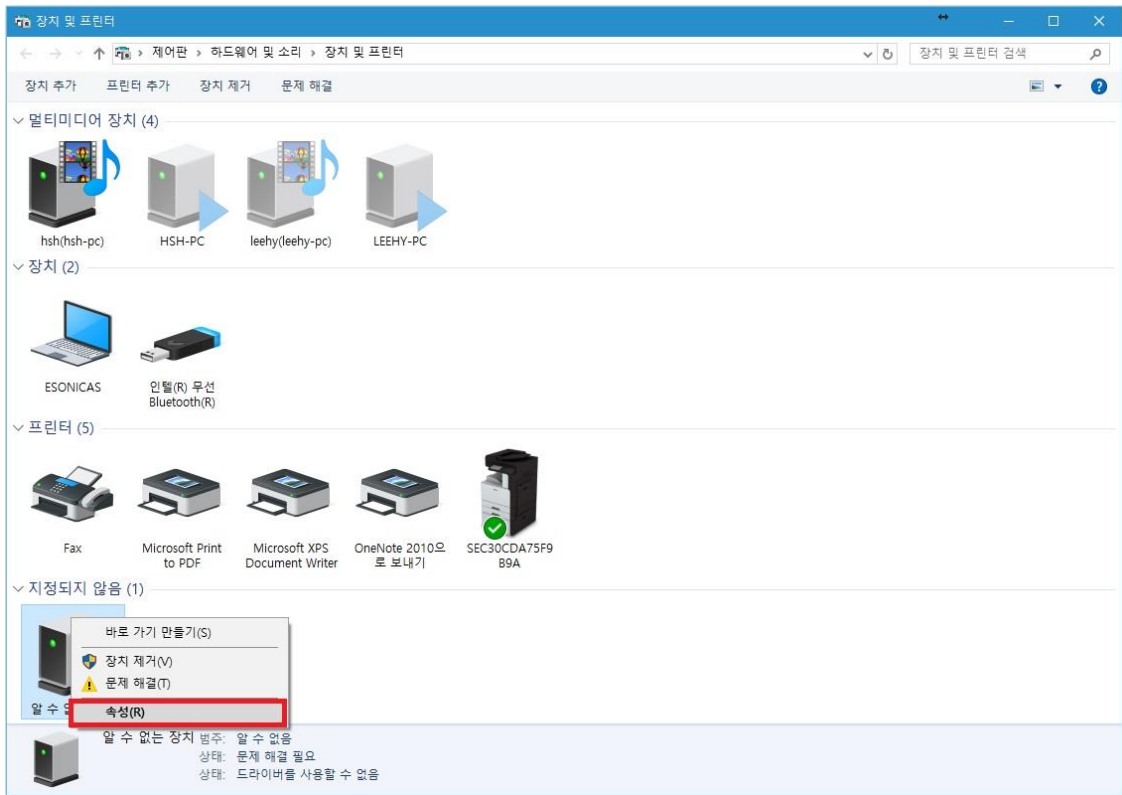 장치 및 프린터
제어판 › 하드웨어 및 소리 › 장치 및 프린터
장치 및 프린터 검색
장치 추가 프린터 추가 장치 제거 문제 해결
멀티미디어 장치 (4)
hsh(hsh-pc) HSH-PC leehy(leehy-pc) LEEHY-PC
장치 (2)
ESONICAS 인텔(R) 무선
Bluetooth(R)
프린터 (5)
Fax Microsoft Print Microsoft XPS OneNote 2010으 SEC30CDA75F9
to PDF Document Writer 로 보내기 B9A
지정되지 않음 (1)
바로 가기 만들기(S)
장치 제거(V)
문제 해결(T)
알 수
속성(R)
알 수 없는 장치 범주: 알 수 없음
상태: 문제 해결 필요
상태: 드라이버를 사용할 수 없음